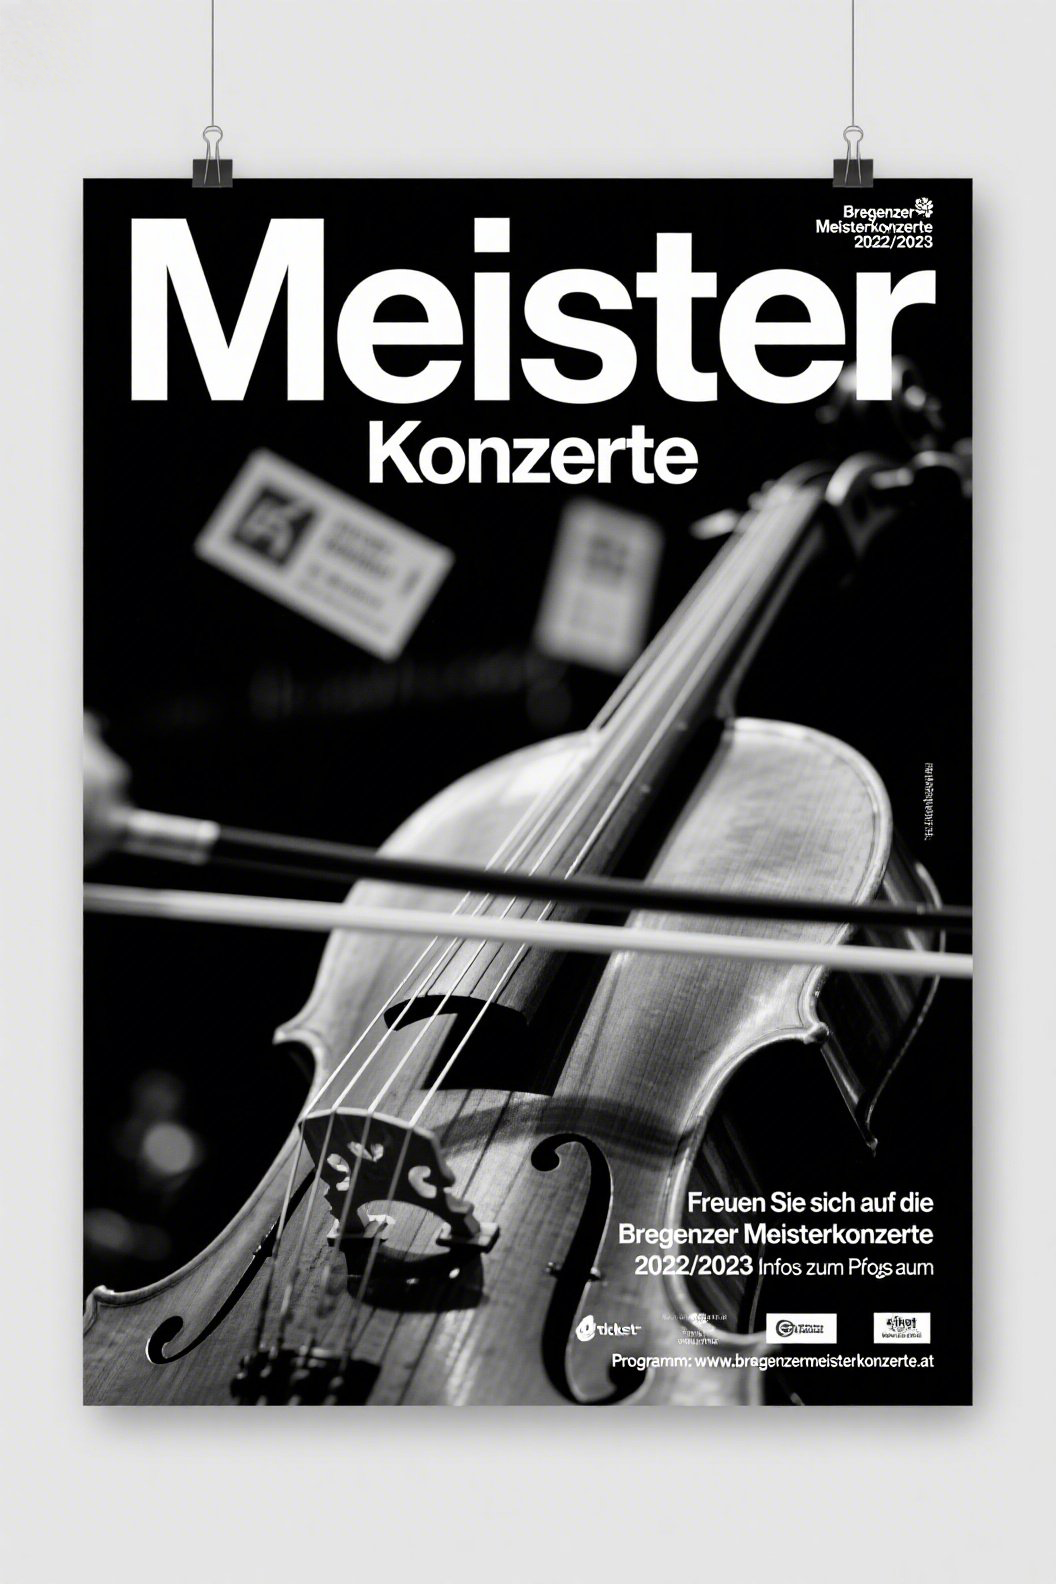 Bregenzer
Meisterkonzerte
2022/2023
Meister
Konzerte
Freuen Sie sich auf die
Bregenzer Meisterkonzerte
2022/2023 Infos zum aum
Programm: www.bregenzermeisterkonzerte.at